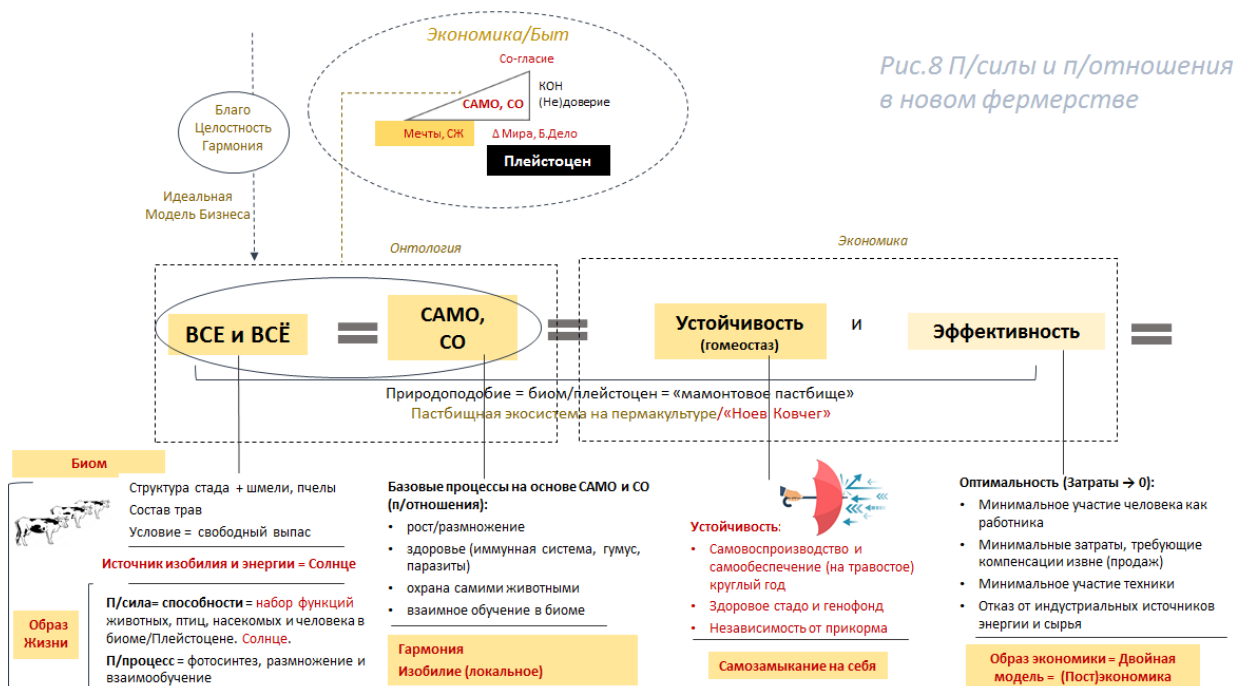 Экономика/Быт
Со-гласие
КОН
(Не)доверие
САМО, СО
Мечты, СЖ
Δ Мира, Б.Дело
Плейстоцен
Рис.8 П/силы и п/отношения
в новом фермерстве
Благо
Целостность
Гармония
Идеальная
Модель Бизнеса
Онтология
Экономика
ВСЕ и ВСЁ
=
САМО,
СО
=
Устойчивость
(гомеостаз)
и
Эффективность
=
Природоподобие = биом/плейстоцен = «мамонтовое пастбище»
Пастбищная экосистема на пермакультуре/«Ноев Ковчег»
Биом
Структура стада + шмели, пчелы
Состав трав
Условие = свободный выпас
Источник изобилия и энергии = Солнце
Образ
Жизни
П/сила= способности = набор функций
животных, птиц, насекомых и человека в
биоме/Плейстоцене. Солнце.
П/процесс = фотосинтез, размножение и
взаимообучение
Базовые процессы на основе САМО и СО
(п/отношения):
• рост/размножение
• здоровье (иммунная система, гумус,
паразиты)
• охрана самими животными
• взаимное обучение в биоме
Гармония
Изобилие (локальное)
Устойчивость:
• Самовоспроизводство и
самообеспечение (на травостое)
круглый год
• Здоровое стадо и генофонд
• Независимость от прикорма
Самозамыкание на себя
Оптимальность (Затраты → 0):
• Минимальное участие человека как
работника
• Минимальные затраты, требующие
компенсации извне (продаж)
• Минимальное участие техники
• Отказ от индустриальных источников
энергии и сырья
Образ экономики = Двойная
модель = (Пост)экономика